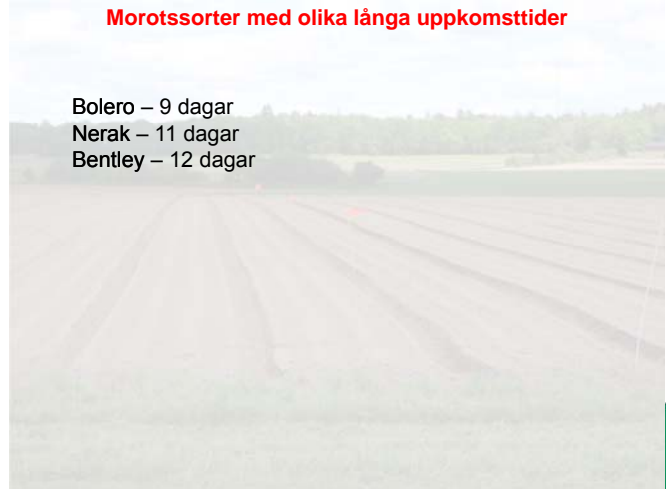 Morotssorter med olika långa uppkomsttider
Bolero – 9 dagar
Nerak – 11 dagar
Bentley – 12 dagar